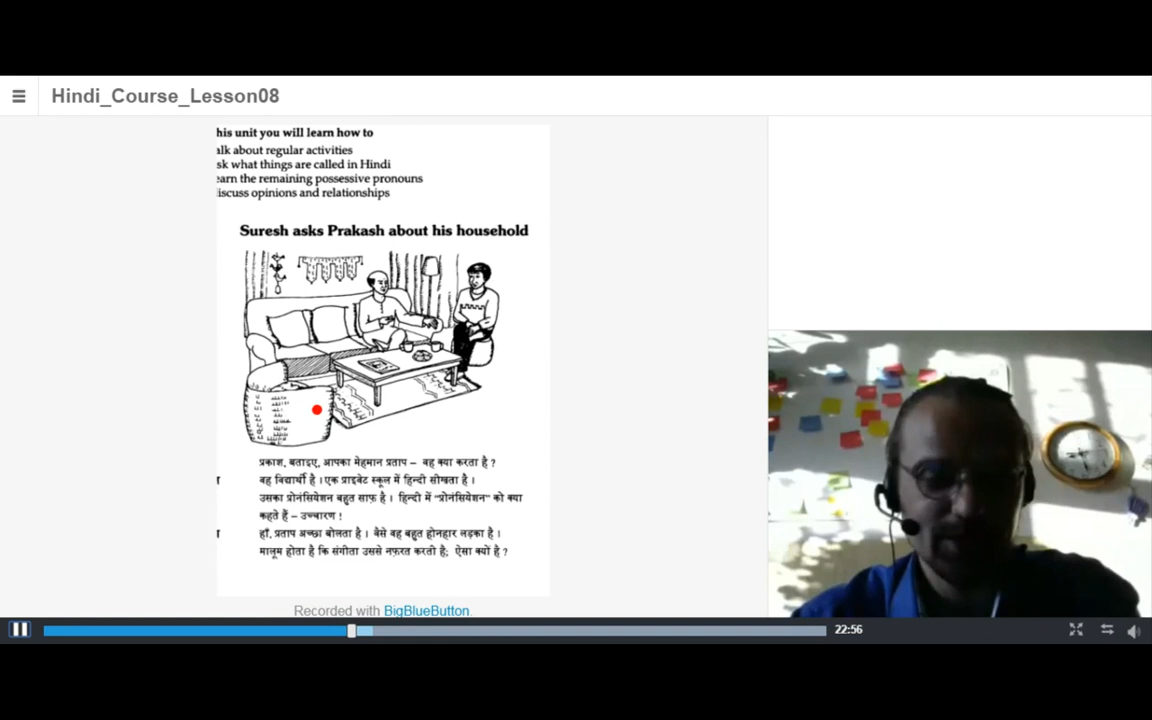 Hindi_Course_Lesson08
his unit you will learn how to
alk about regular activities
sk what things are called in Hindi
earn the remaining possessive pronouns
iscuss opinions and relationships
Suresh asks Prakash about his household
प्रकाश, बताइए, आपका मेहमान प्रताप – वह क्या करता है ?
वह विद्यार्थी है । एक प्राइवेट स्कूल में हिन्दी सीखता है ।
उसका प्रोनंसियेशन बहुत साफ़ है । हिन्दी में "प्रोनंसियेशन" को क्या
कहते हैं – उच्चारण !
हाँ, प्रताप अच्छा बोलता है । वैसे वह बहुत होनहार लड़का है ।
मालूम होता है कि संगीता उससे नफ़रत करती है; ऐसा क्यों है ?
Recorded with BigBlueButton.
22:56